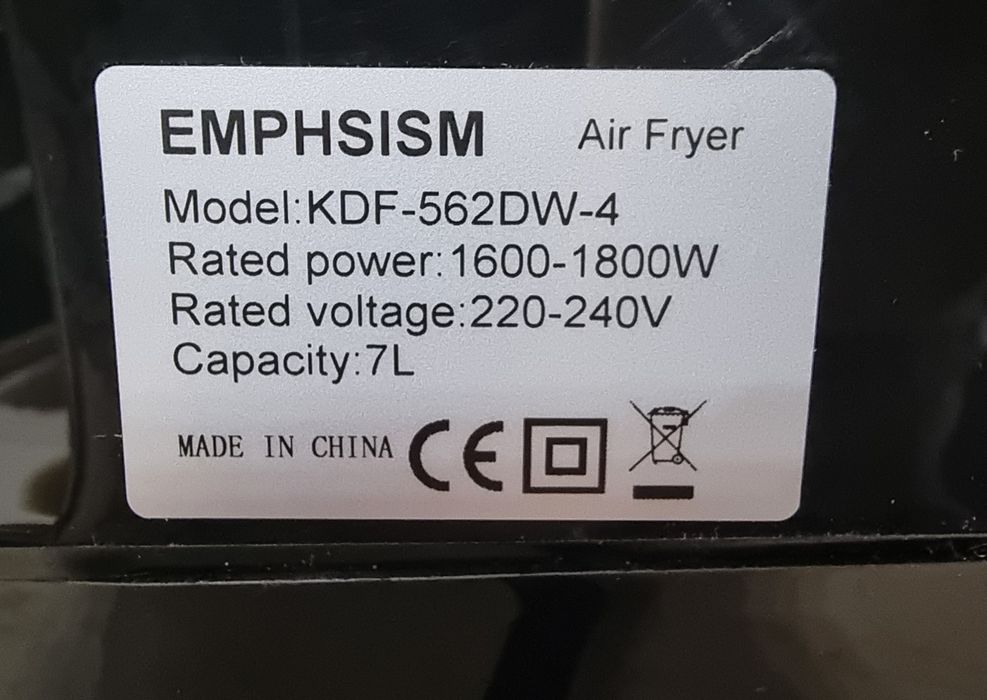 EMPHSISM Air Fryer
Model:KDF-562DW-4
Rated power:1600-1800W
Rated voltage:220-240V
Capacity:7L
MADE IN CHINA CE